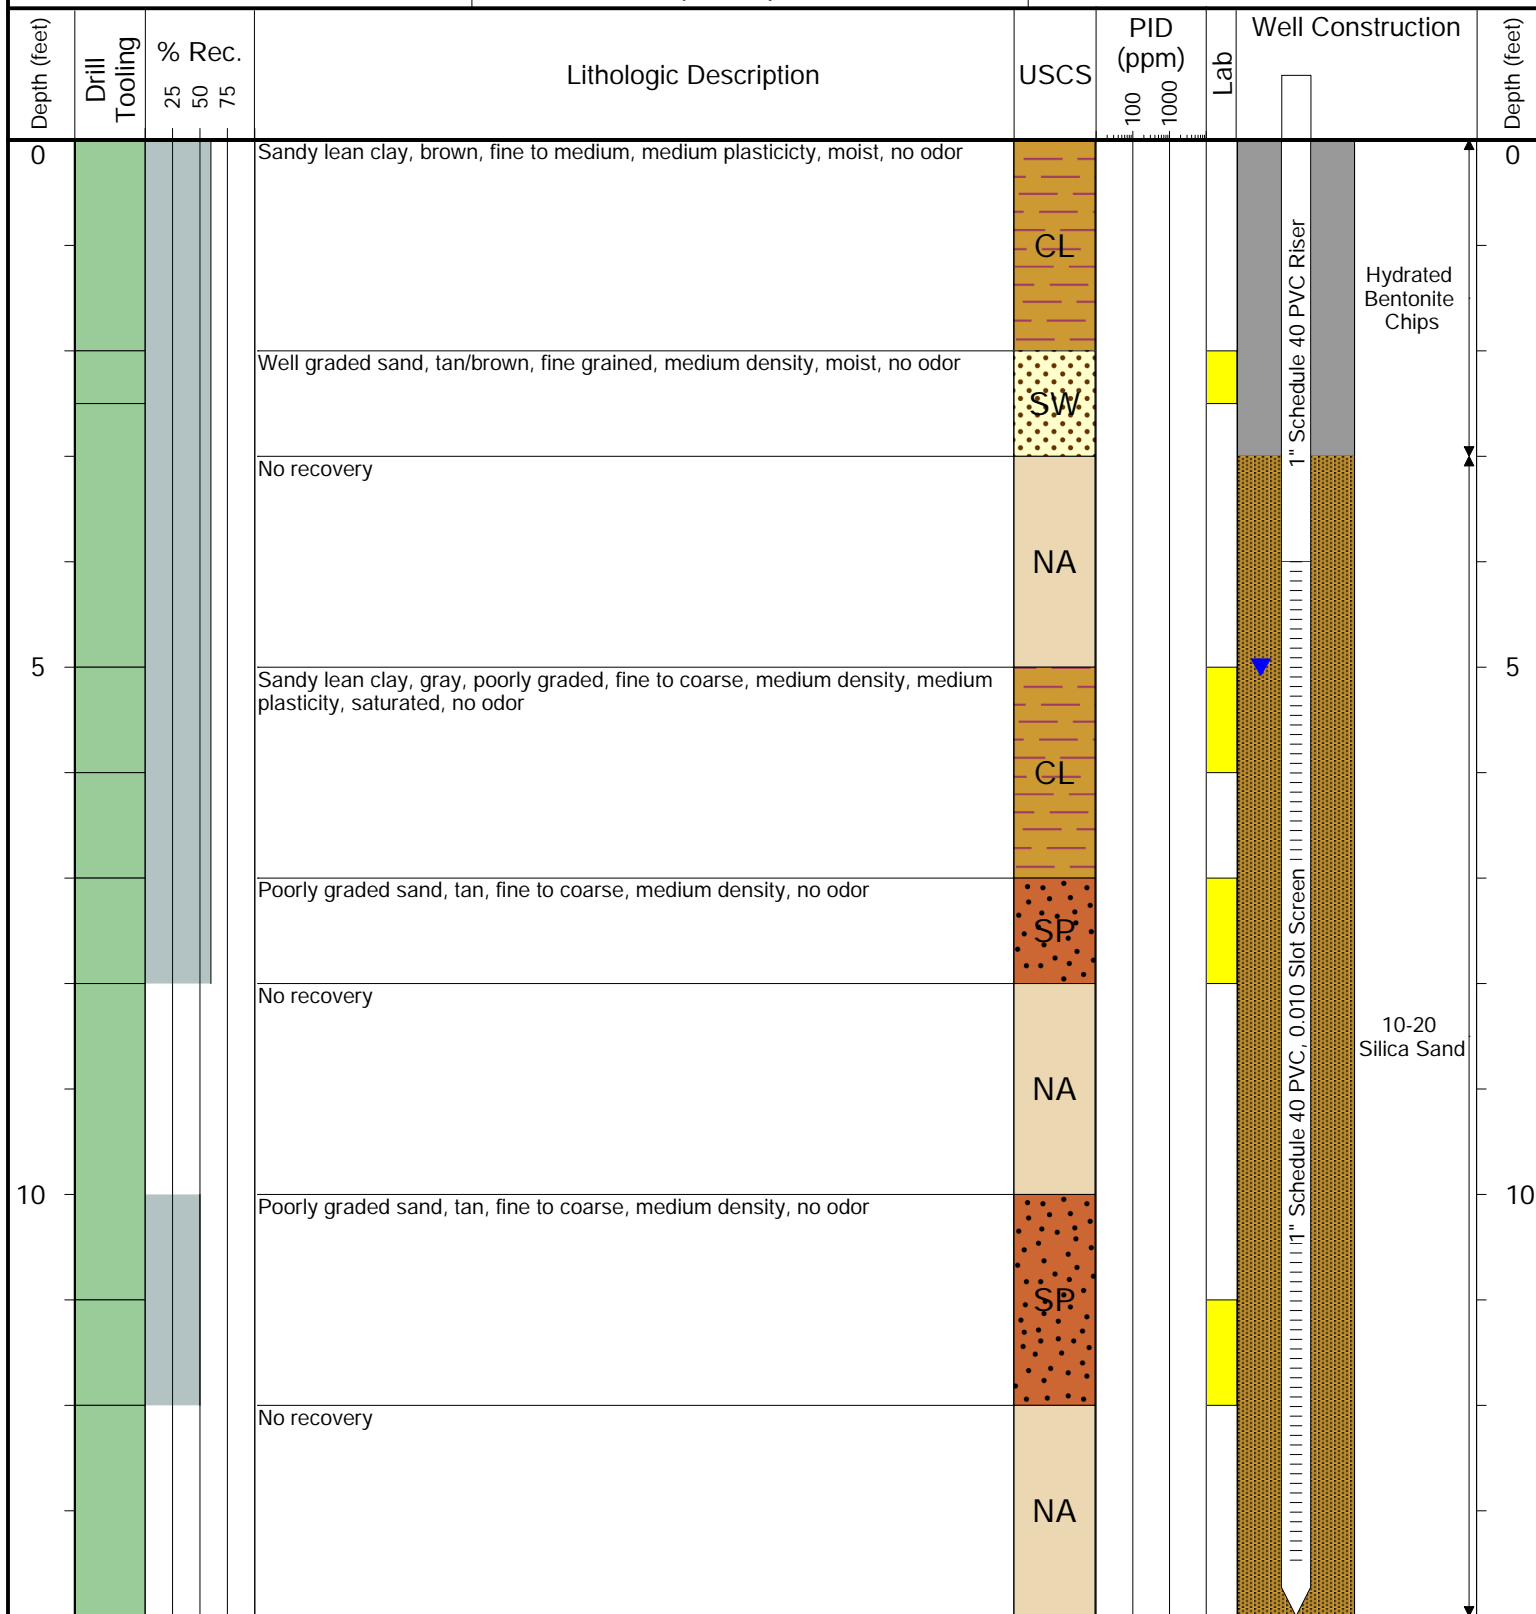 Depth (feet)
Drill
Tooling
% Rec.
25 50 75
Lithologic Description
USCS
PID
(ppm)
100 1000
Lab
Well Construction
Depth (feet)
0
Sandy lean clay, brown, fine to medium, medium plasticicty, moist, no odor
CL
1" Schedule 40 PVC Riser
Hydrated
Bentonite
Chips
0
Well graded sand, tan/brown, fine grained, medium density, moist, no odor
SW
No recovery
NA
5
Sandy lean clay, gray, poorly graded, fine to coarse, medium density, medium
plasticity, saturated, no odor
CL
5
Poorly graded sand, tan, fine to coarse, medium density, no odor
SP
1" Schedule 40 PVC, 0.010 Slot Screen
10-20
Silica Sand
No recovery
NA
10
Poorly graded sand, tan, fine to coarse, medium density, no odor
SP
10
No recovery
NA